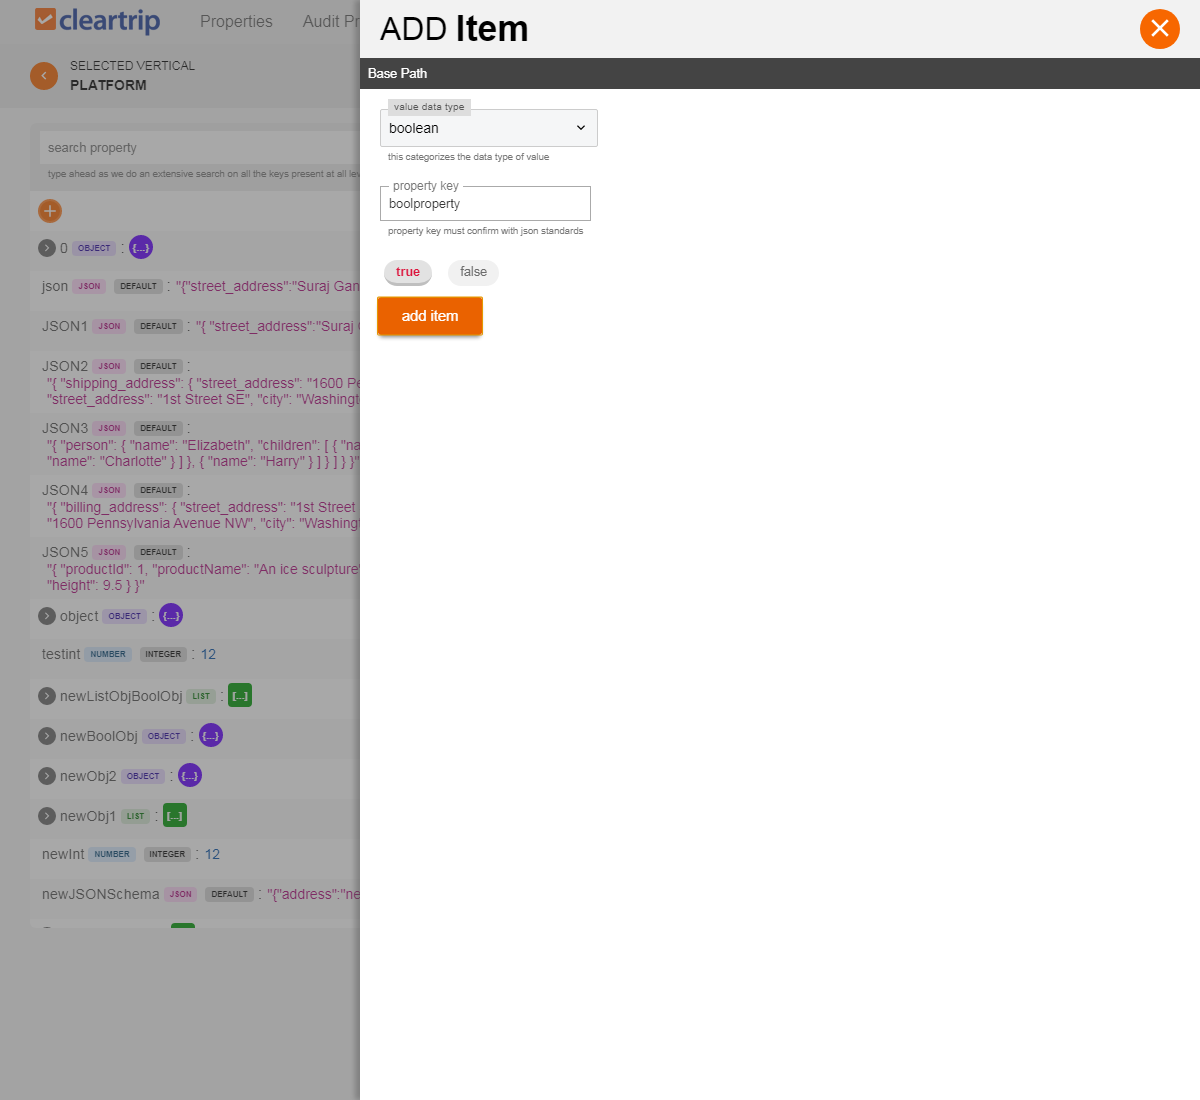 cleartrip
Properties
Audit Pr
SELECTED VERTICAL
PLATFORM
search property
type ahead as we do an extensive search on all the keys present at all lev
0 OBJECT : {...}
json JSON DEFAULT : "{"street_address":"Suraj Gan
JSON1 JSON DEFAULT : "{ "street_address":"Suraj G
JSON2 JSON DEFAULT :
"{ "shipping_address": { "street_address": "1600 Pe
"street_address": "1st Street SE", "city": "Washingt
JSON3 JSON DEFAULT :
"{ "person": { "name": "Elizabeth", "children": [ { "na
"name": "Charlotte" } ] }, { "name": "Harry" } ] } ] } }"
JSON4 JSON DEFAULT :
"{ "billing_address": { "street_address": "1st Street
"1600 Pennsylvania Avenue NW", "city": "Washingt
JSON5 JSON DEFAULT :
"{ "productId": 1, "productName": "An ice sculpture"
"height": 9.5 } }"
object OBJECT : {...}
testint NUMBER INTEGER : 12
newListObjBoolObj LIST : [...]
newBoolObj OBJECT : {...}
newObj2 OBJECT : {...}
newObj1 LIST : [...]
newInt NUMBER INTEGER : 12
newJSONSchema JSON DEFAULT : "{"address":"ne
ADD Item
Base Path
value data type
boolean
this categorizes the data type of value
property key
boolproperty
property key must confirm with json standards
true false
add item